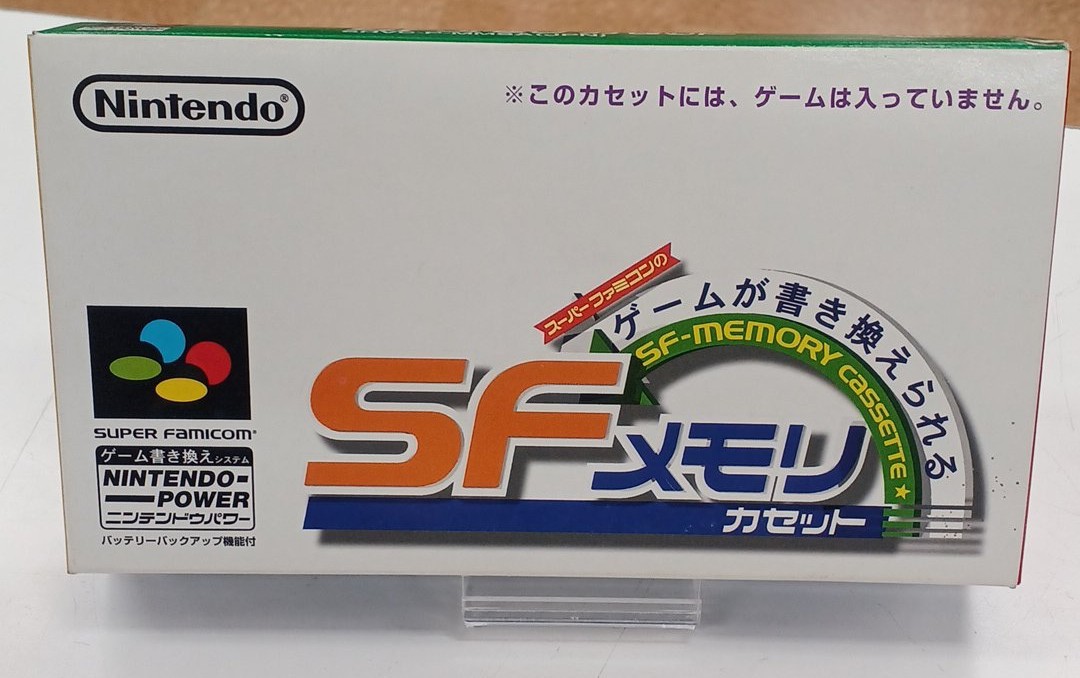 Nintendo®
※このカセットには、ゲームは入っていません。
スーパーファミコンの
ゲームが書き換えられる
SF-MEMORY CASSETTE★
SFメモリ
カセット
SUPER FAMICOM®
ゲーム書き換えシステム
NINTENDO-
POWER
ニンテンドウパワー
バッテリーバックアップ機能付